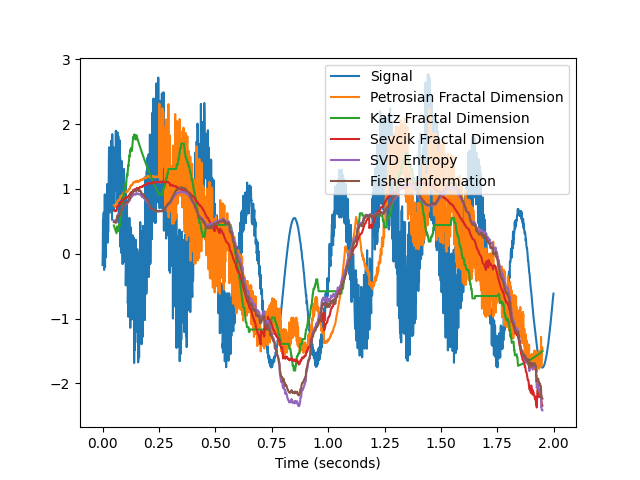 3
2
1
0
−1
−2
Signal
Petrosian Fractal Dimension
Katz Fractal Dimension
Sevcik Fractal Dimension
SVD Entropy
Fisher Information
0.00 0.25 0.50 0.75 1.00 1.25 1.50 1.75 2.00
Time (seconds)